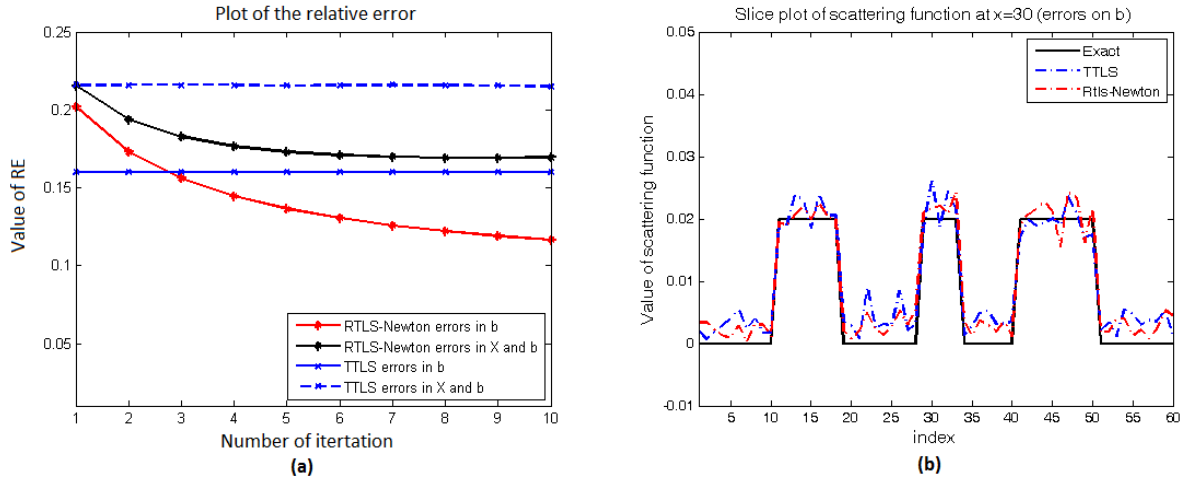 Plot of the relative error
0.25
0.2
0.15
0.1
0.05
Value of RE
1 2 3 4 5 6 7 8 9 10
Number of itertation
RTLS-Newton errors in b
RTLS-Newton errors in X and b
TTLS errors in b
TTLS errors in X and b
(a)
Slice plot of scattering function at x=30 (errors on b)
0.05
0.04
0.03
0.02
0.01
0
-0.01
Value of scattering function
5 10 15 20 25 30 35 40 45 50 55 60
index
Exact
TTLS
Rtls-Newton
(b)